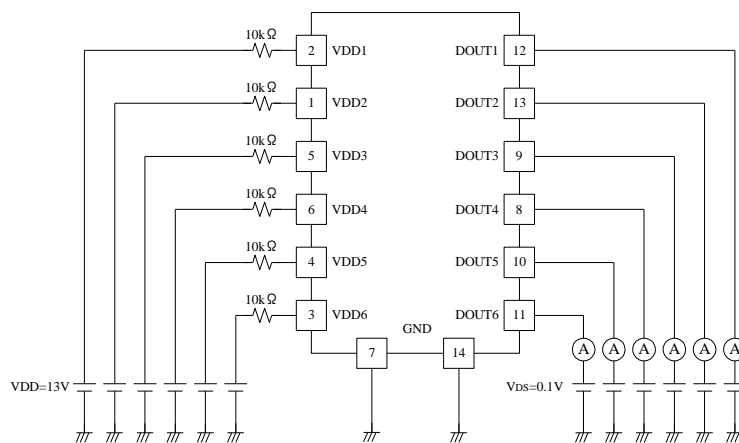 10kΩ
2 VDD1 DOUT1 12
10kΩ
1 VDD2 DOUT2 13
10kΩ
5 VDD3 DOUT3 9
10kΩ
6 VDD4 DOUT4 8
10kΩ
4 VDD5 DOUT5 10
10kΩ
3 VDD6 DOUT6 11
GND
7 14
A A A A A A
VDD=13V VDS=0.1V